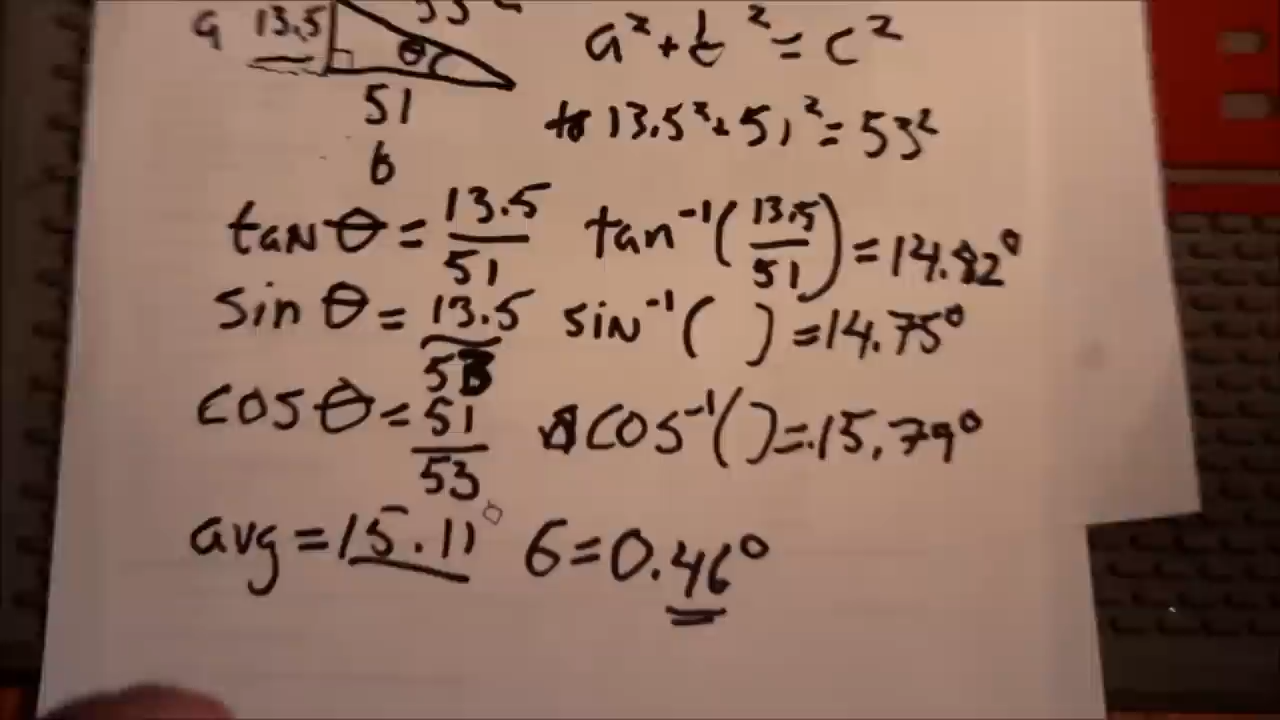 a 13.5 53 c
θ
51
b
a² + b² = c²
13.5² + 51² = 53²
tan θ = 13.5/51 tan⁻¹(13.5/51) = 14.82°
sin θ = 13.5/53 sin⁻¹( ) = 14.75°
cos θ = 51/53 cos⁻¹( ) = 15.79°
avg = 15.11° σ = 0.46°